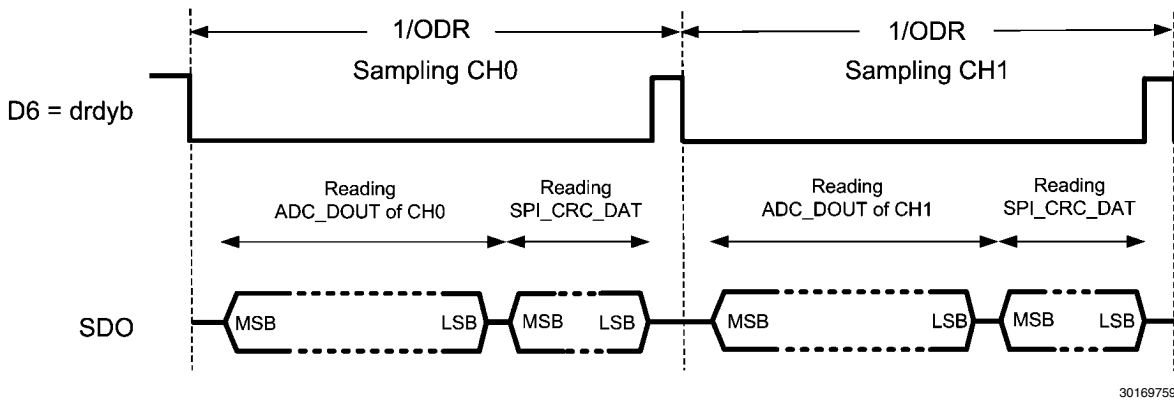 1/ODR
1/ODR
Sampling CH0
Sampling CH1
D6 = drdyb
Reading
ADC_DOUT of CH0
Reading
SPI_CRC_DAT
Reading
ADC_DOUT of CH1
Reading
SPI_CRC_DAT
SDO
MSB
LSB
MSB
LSB
MSB
LSB
MSB
LSB
30169759